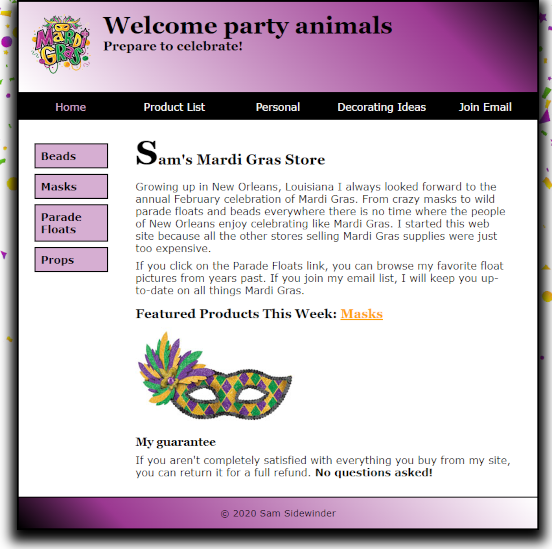 MARDI
GRAS
Welcome party animals
Prepare to celebrate!
Home Product List Personal Decorating Ideas Join Email
Beads
Masks
Parade
Floats
Props
Sam's Mardi Gras Store
Growing up in New Orleans, Louisiana I always looked forward to the
annual February celebration of Mardi Gras. From crazy masks to wild
parade floats and beads everywhere there is no time where the people
of New Orleans enjoy celebrating like Mardi Gras. I started this web
site because all the other stores selling Mardi Gras supplies were just
too expensive.
If you click on the Parade Floats link, you can browse my favorite float
pictures from years past. If you join my email list, I will keep you up-
to-date on all things Mardi Gras.
Featured Products This Week: Masks
My guarantee
If you aren't completely satisfied with everything you buy from my site,
you can return it for a full refund. No questions asked!
© 2020 Sam Sidewinder